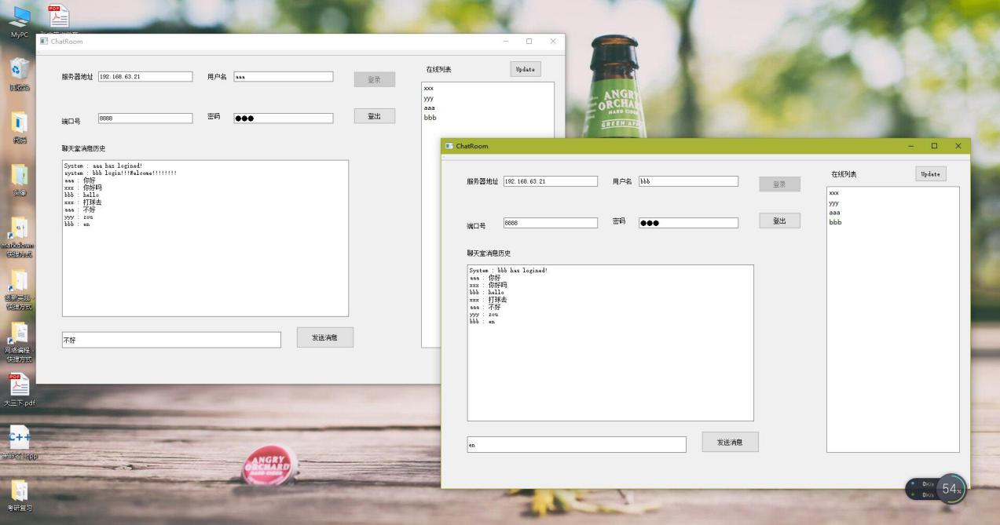 MyPC
回收站
代码
头像
markdown
快捷方式
快捷方式
网络编程 -
快捷方式
大三下.pdf
考研复习
ChatRoom
服务器地址 192.168.63.21 用户名 aaa 登录
端口号 8888 密码 ●●● 登出
在线列表 Update
xxx
yyy
aaa
bbb
聊天室消息历史
System : aaa has logined!
system : bbb login!!!Welcome!!!!!!!!
aaa : 你好
xxx : 你好吗
bbb : hello
xxx : 打球去
aaa : 不好
yyy : zou
bbb : en
不好 发送消息
ChatRoom
服务器地址 192.168.63.21 用户名 bbb 登录
端口号 8888 密码 ●●● 登出
在线列表 Update
xxx
yyy
aaa
bbb
聊天室消息历史
System : bbb has logined!
aaa : 你好
xxx : 你好吗
bbb : hello
xxx : 打球去
aaa : 不好
yyy : zou
bbb : en
en 发送消息
ANGRY
ORCHARD
HARD CIDER
GREEN APP
ANGRY
ORCHARD
HARD CIDER
0K/s
0K/s
54%